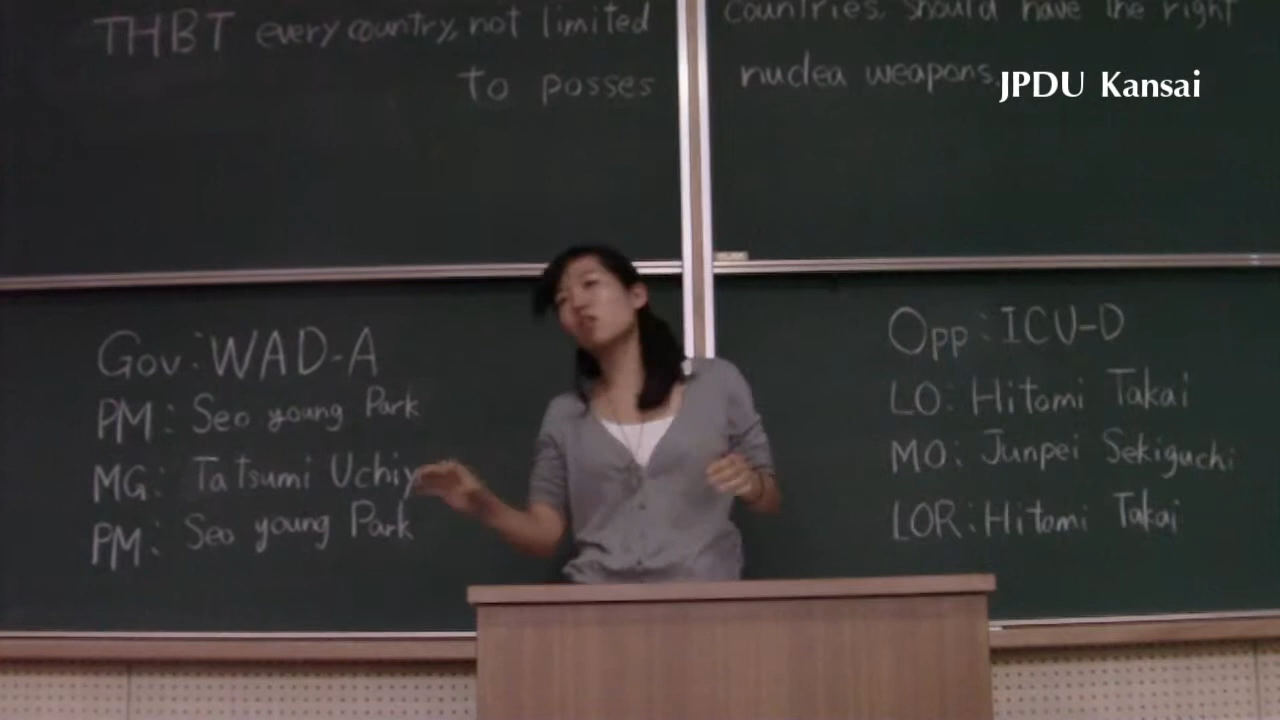 THBT every country, not limited
to posses
countries, should have the right
nuclea weapons.
JPDU Kansai
Gov: WAD-A
PM: Seo young Park
MG: Tatsumi Uchiy
PM: Seo young Park
Opp: ICU-D
LO: Hitomi Takai
MO: Junpei Sekiguchi
LOR: Hitomi Takai